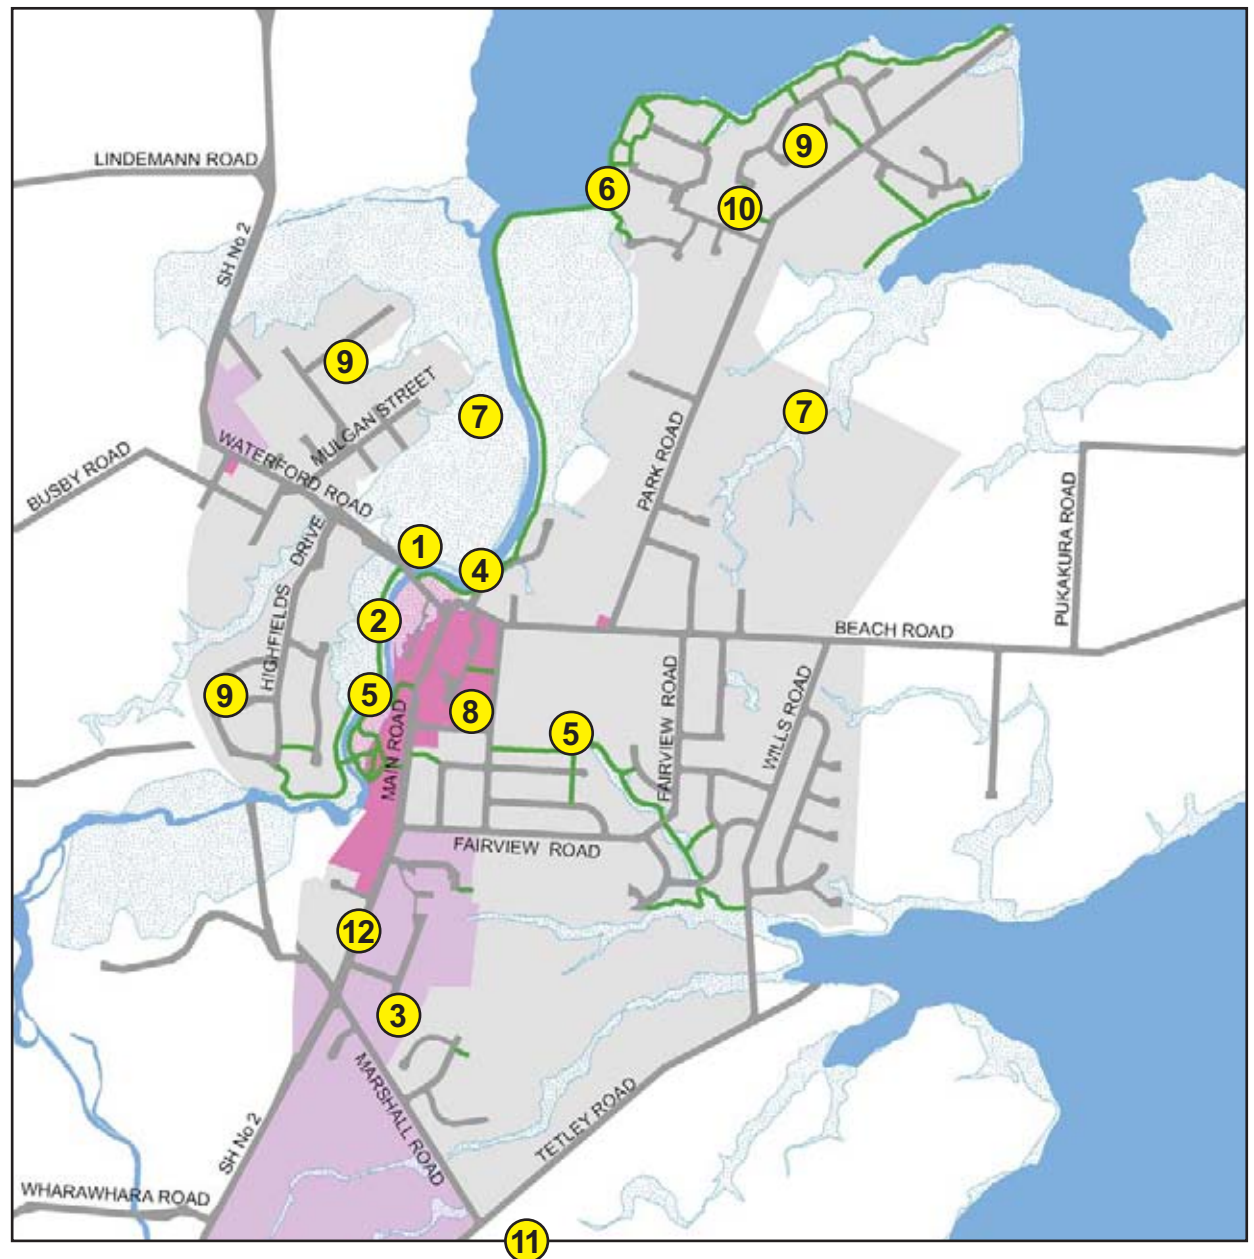 LINDEMANN ROAD
9
6
10
SH No 2
9
MULGAN STREET
7
7
WATERFORD ROAD
BUSBY ROAD
PARK ROAD
PUKAKURA ROAD
HIGHFIELDS DRIVE
1
4
2
BEACH ROAD
9
5
8
5
MAIN ROAD
FAIRVIEW ROAD
WILLS ROAD
FAIRVIEW ROAD
12
3
MARSHALL ROAD
TETLEY ROAD
SH No 2
WHARAWHARA ROAD
11